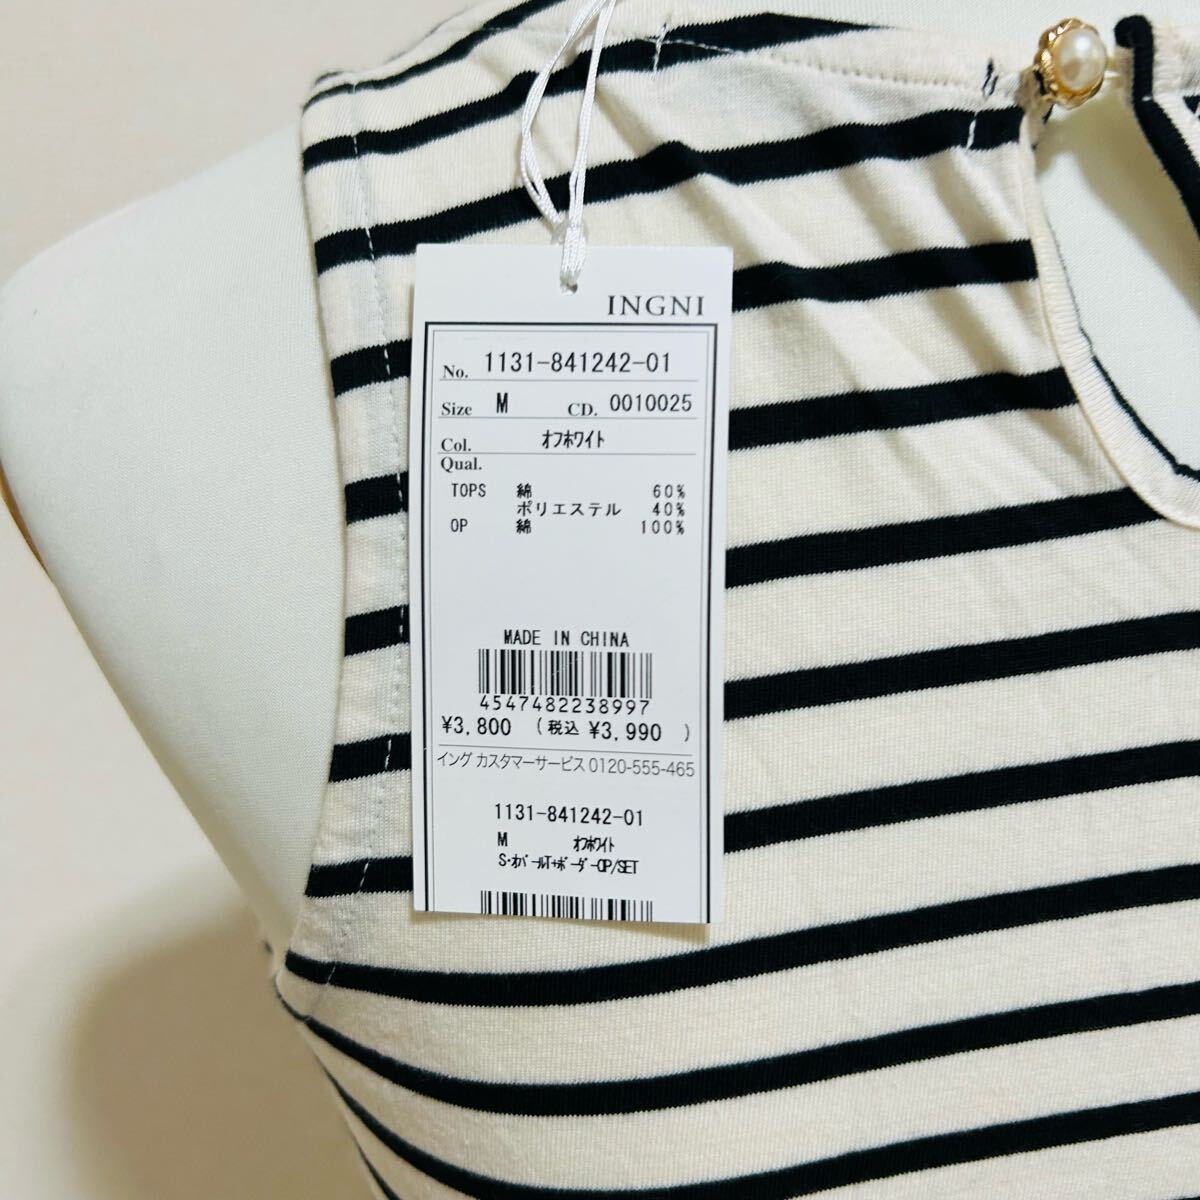 INGNI
No. 1131-841242-01
Size M CD. 0010025
Col. オフホワイト
Qual.
TOPS 綿 60%
ポリエステル 40%
OP 綿 100%
MADE IN CHINA
4547482238997
¥3,800 (税込 ¥3,990 )
イング カスタマーサービス 0120-555-465
1131-841242-01
M オフホワイト
S・オパールT+ボーダーOP/SET